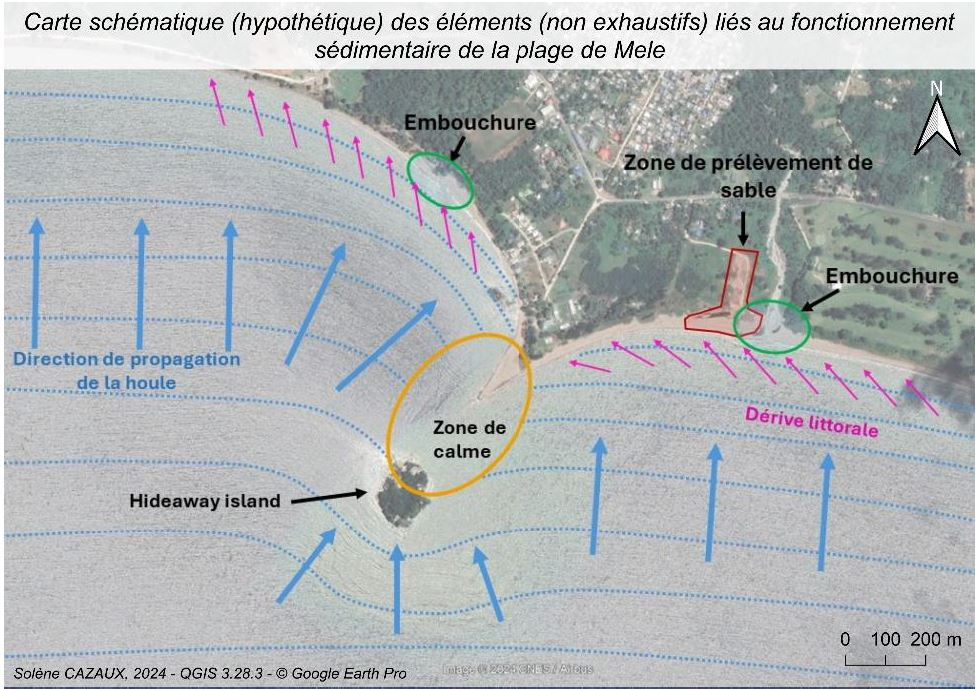 Carte schématique (hypothétique) des éléments (non exhaustifs) liés au fonctionnement
sédimentaire de la plage de Mele
N
Embouchure
Zone de prélèvement de
sable
Embouchure
Direction de propagation
de la houle
Dérive littorale
Zone de
calme
Hideaway island
0 100 200 m
Solène CAZAUX, 2024 - QGIS 3.28.3 - © Google Earth Pro
Image © 2024 CNES / Airbus